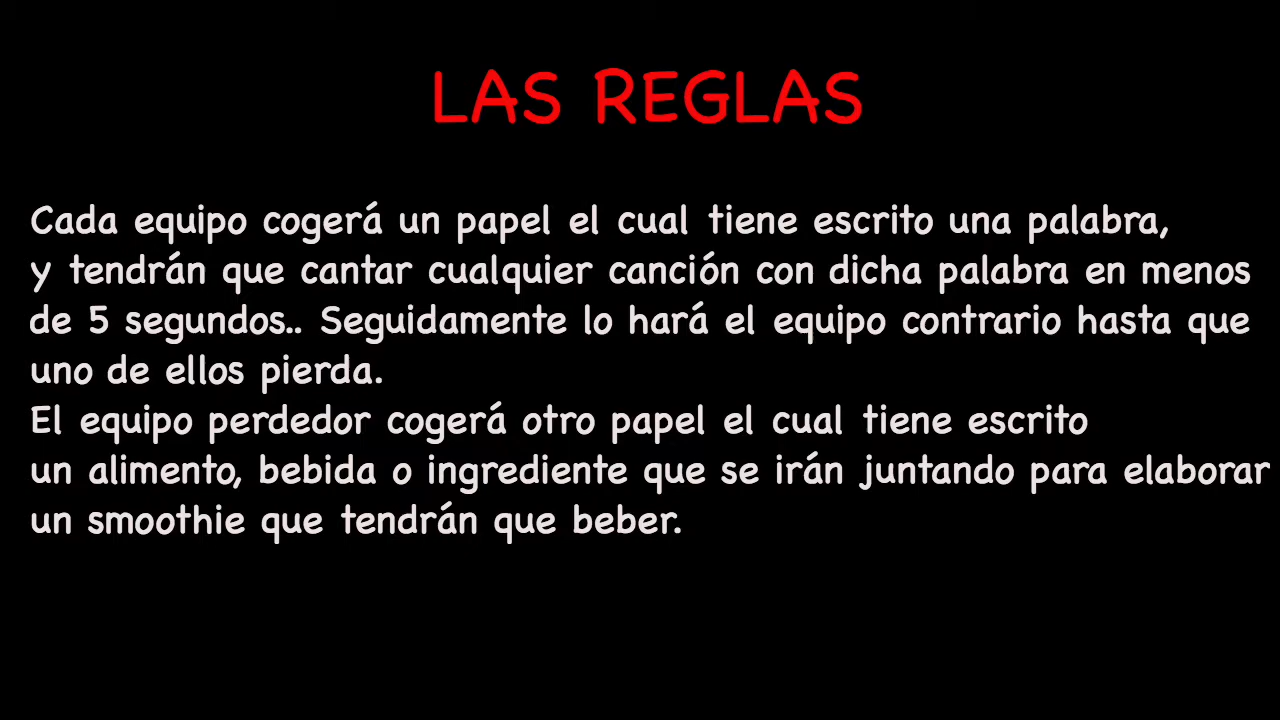 LAS REGLAS
Cada equipo cogerá un papel el cual tiene escrito una palabra,
y tendrán que cantar cualquier canción con dicha palabra en menos
de 5 segundos.. Seguidamente lo hará el equipo contrario hasta que
uno de ellos pierda.
El equipo perdedor cogerá otro papel el cual tiene escrito
un alimento, bebida o ingrediente que se irán juntando para elaborar
un smoothie que tendrán que beber.